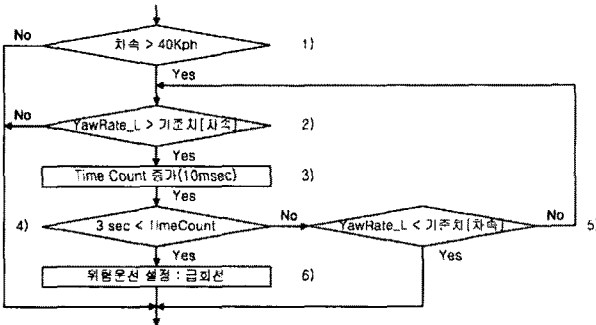 No
차속 > 40Kph
1)
Yes
No
YawRate_L > 기준치[차속]
2)
Yes
Time Count 증가(10msec)
3)
Yes
4)
3 sec < TimeCount
No
YawRate_L < 기준치[차속]
No
5
Yes
Yes
위험운전 설정 : 급회전
6)